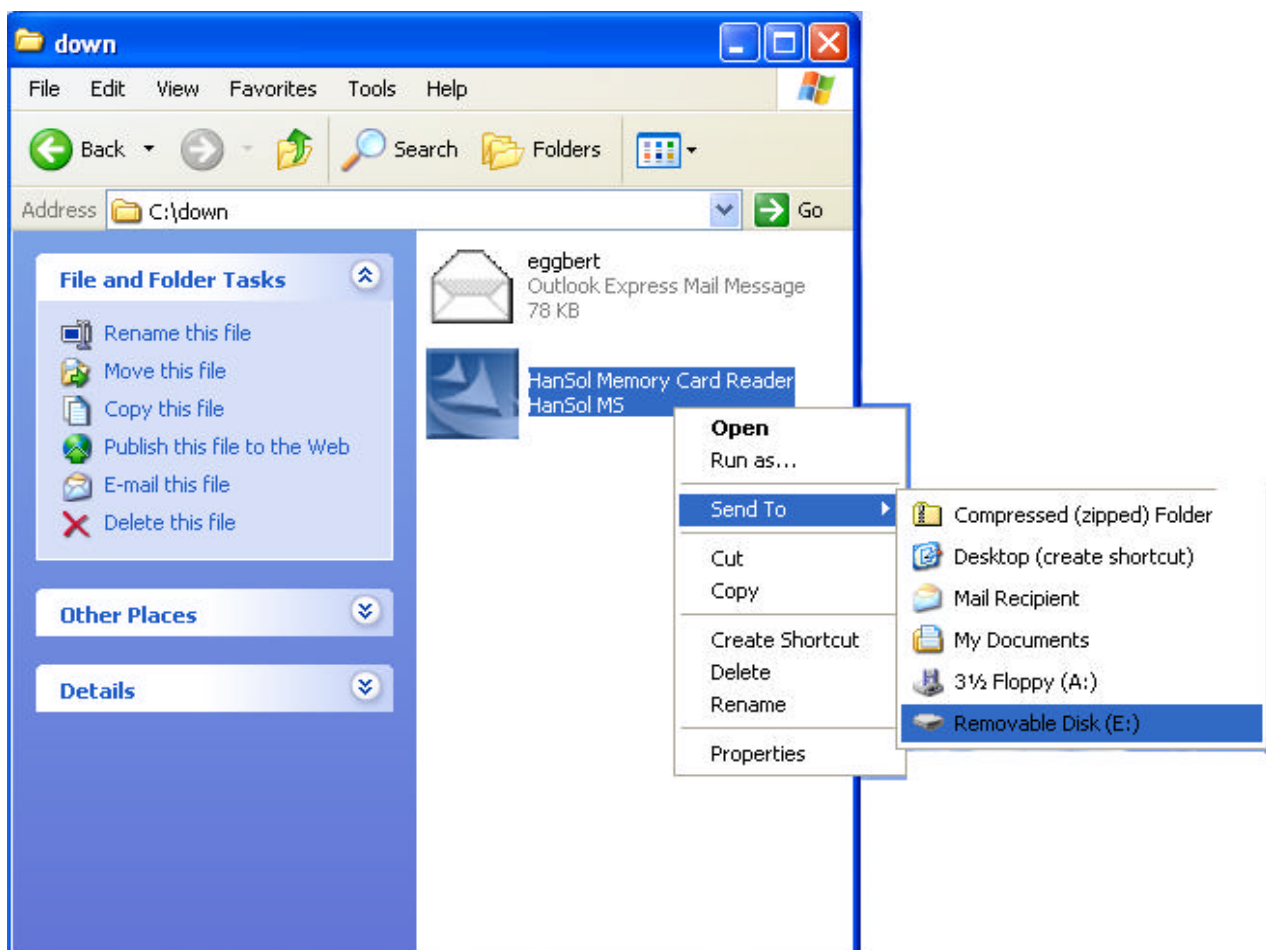 down
File Edit View Favorites Tools Help
Back Search Folders
Address C:\down Go
File and Folder Tasks
Rename this file
Move this file
Copy this file
Publish this file to the Web
E-mail this file
Delete this file
Other Places
Details
eggbert
Outlook Express Mail Message
78 KB
HanSol Memory Card Reader
HanSol MS
Open
Run as...
Send To
Cut
Copy
Create Shortcut
Delete
Rename
Properties
Compressed (zipped) Folder
Desktop (create shortcut)
Mail Recipient
My Documents
3½ Floppy (A:)
Removable Disk (E:)